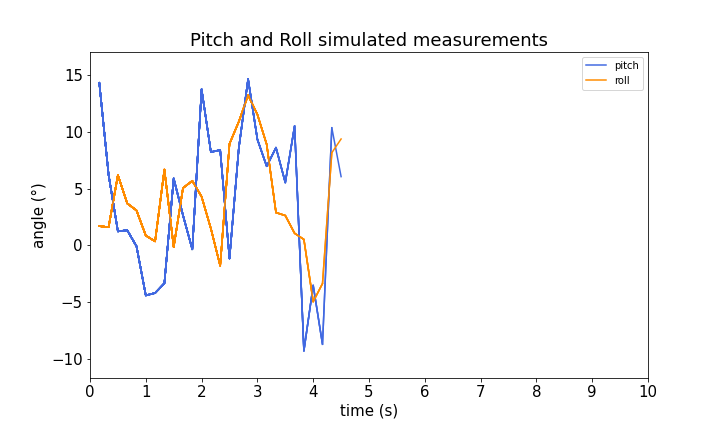 Pitch and Roll simulated measurements
pitch
roll
15
10
5
0
−5
−10
angle (°)
0 1 2 3 4 5 6 7 8 9 10
time (s)